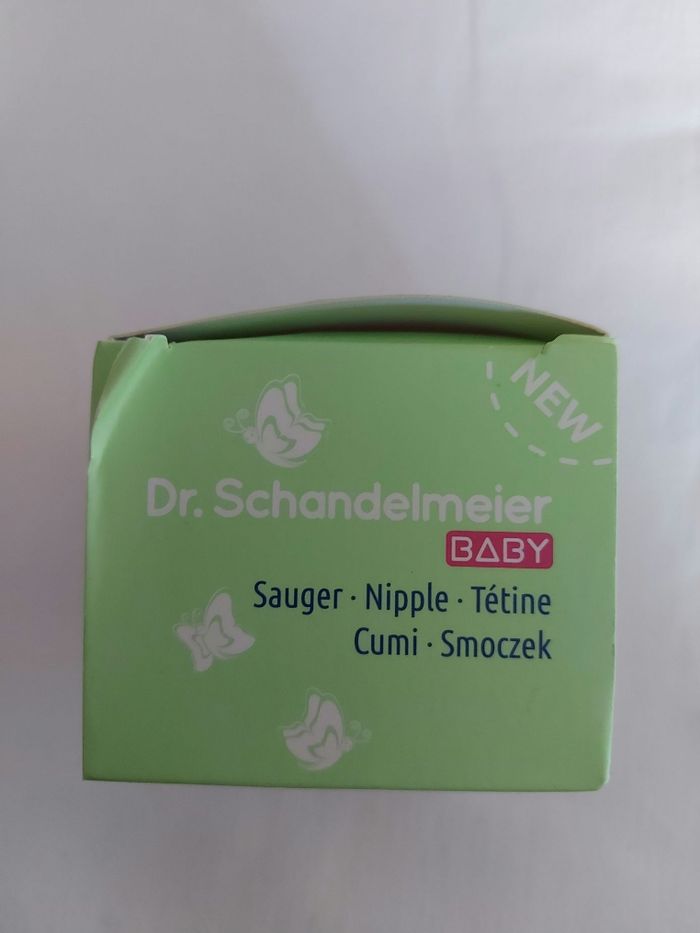 NEW
Dr. Schandelmeier
BABY
Sauger · Nipple · Tétine
Cumi · Smoczek